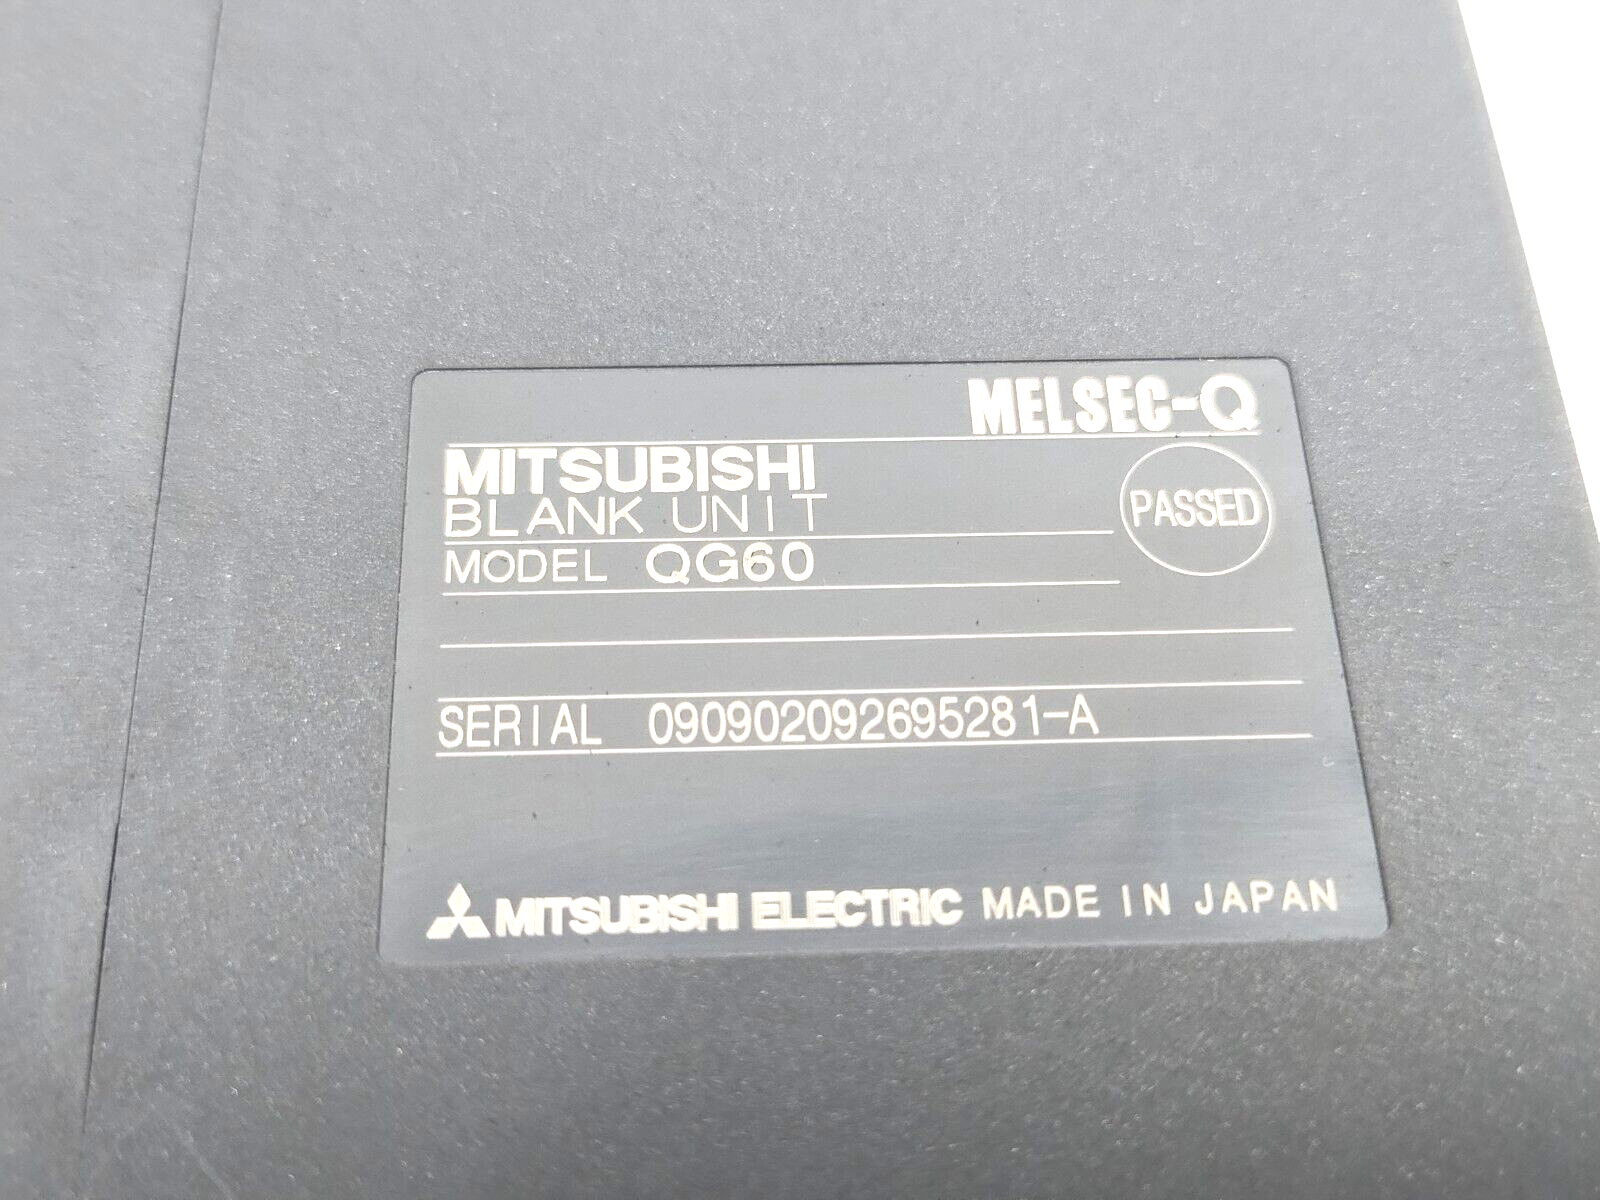 MELSEC-Q
MITSUBISHI
BLANK UNIT
PASSED
MODEL QG60
SERIAL 090902092695281-A
MITSUBISHI ELECTRIC MADE IN JAPAN